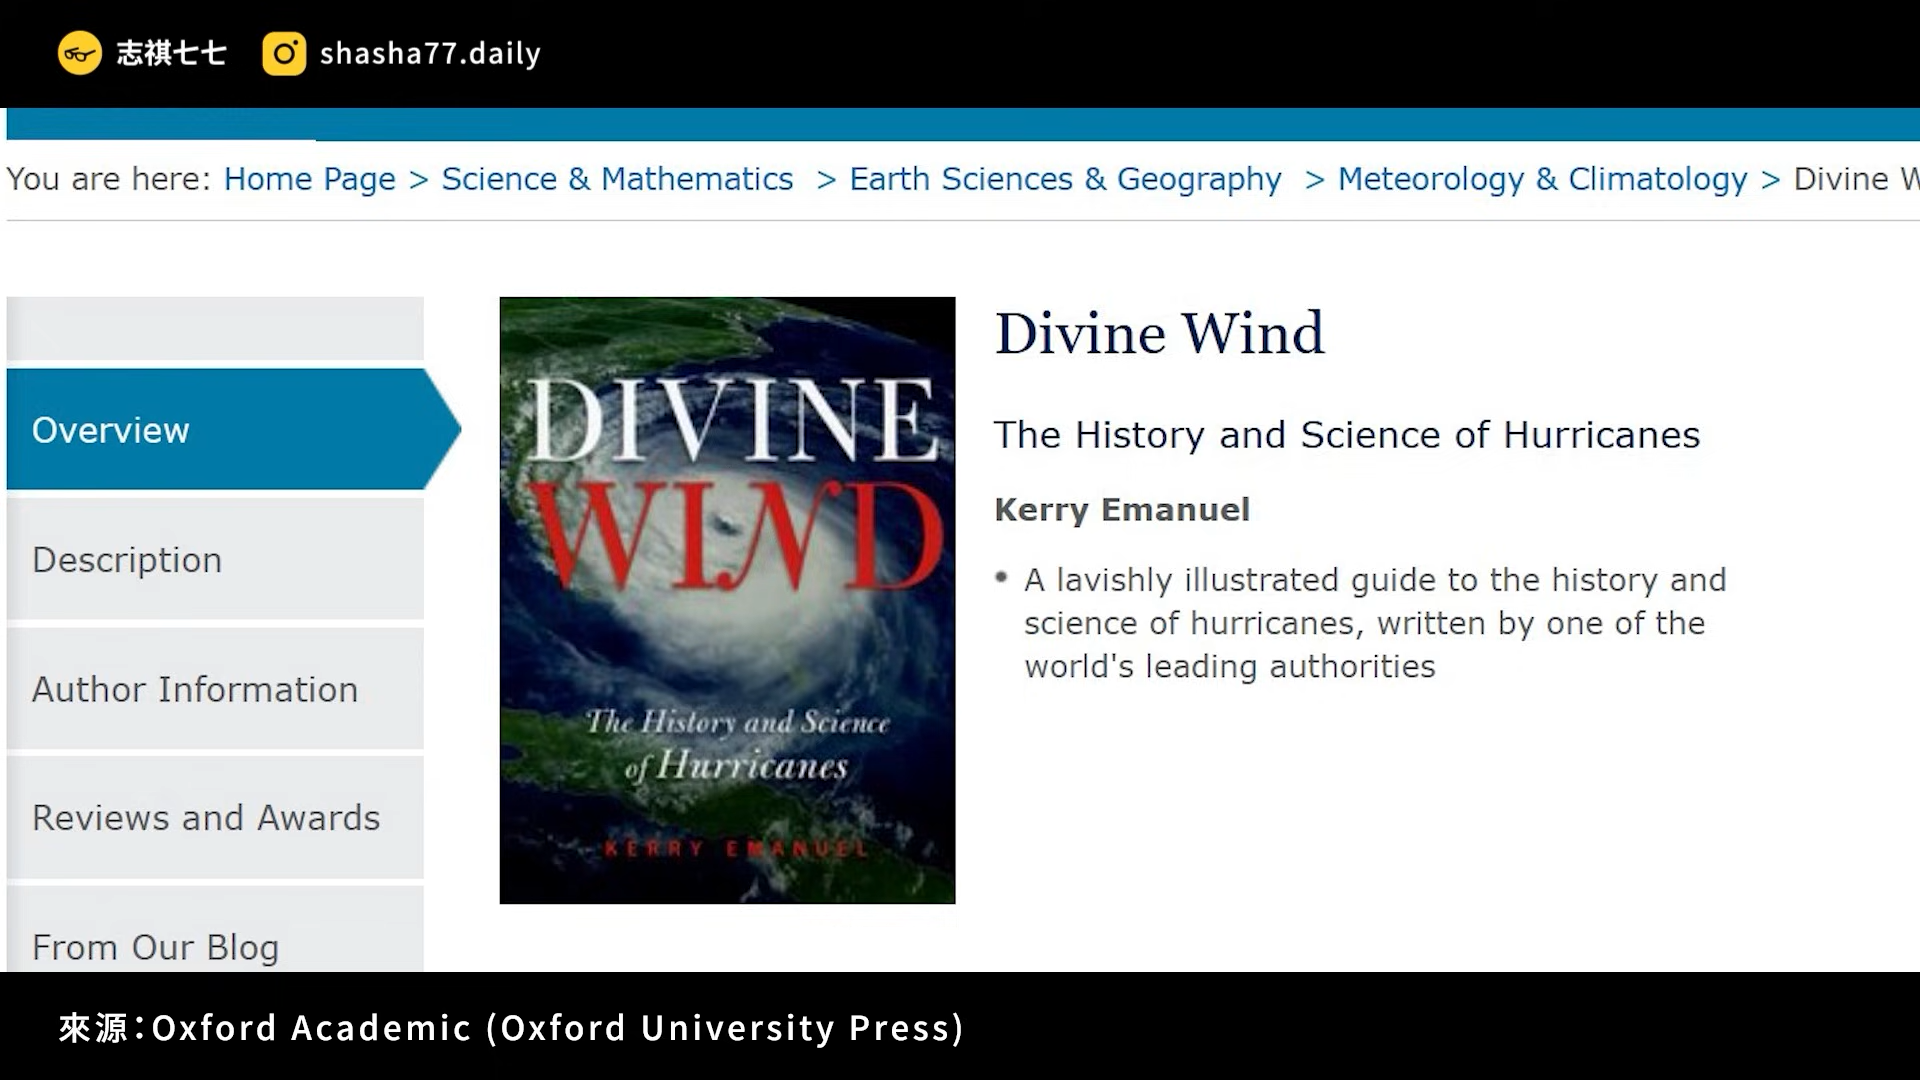 志祺七七 shasha77.daily
You are here: Home Page > Science & Mathematics > Earth Sciences & Geography > Meteorology & Climatology > Divine W
Overview
Description
Author Information
Reviews and Awards
From Our Blog
DIVINE
WIND
The History and Science
of Hurricanes
KERRY EMANUEL
Divine Wind
The History and Science of Hurricanes
Kerry Emanuel
• A lavishly illustrated guide to the history and
science of hurricanes, written by one of the
world's leading authorities
來源：Oxford Academic (Oxford University Press)